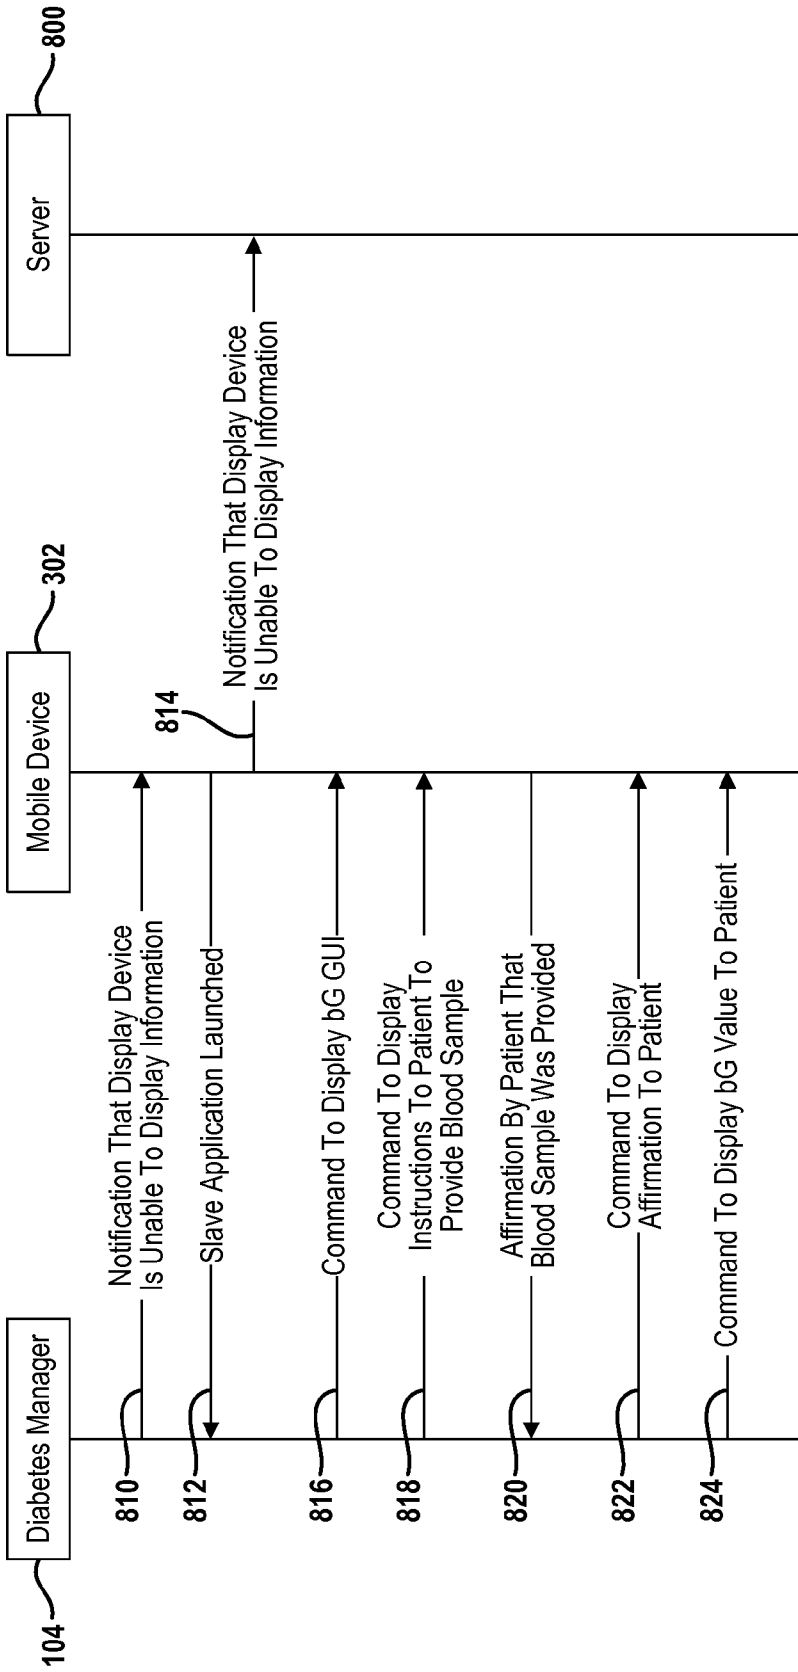 104
Diabetes Manager
Mobile Device
302
Server
800
810
Notification That Display Device
Is Unable To Display Information
812
Slave Application Launched
814
Notification That Display Device
Is Unable To Display Information
816
Command To Display bG GUI
818
Command To Display
Instructions To Patient To
Provide Blood Sample
820
Affirmation By Patient That
Blood Sample Was Provided
822
Command To Display
Affirmation To Patient
824
Command To Display bG Value To Patient